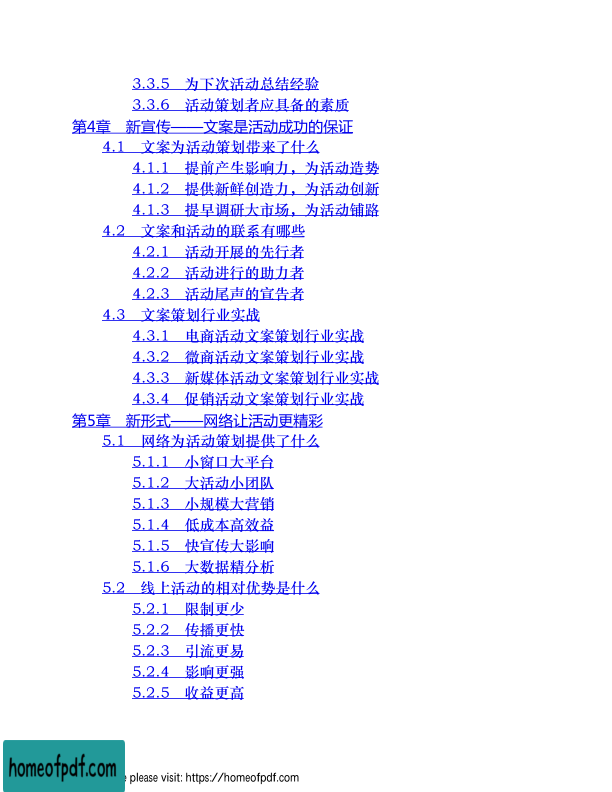 3.3.5 为下次活动总结经验
3.3.6 活动策划者应具备的素质
第4章 新宣传——文案是活动成功的保证
4.1 文案为活动策划带来了什么
4.1.1 提前产生影响力，为活动造势
4.1.2 提供新鲜创造力，为活动创新
4.1.3 提早调研大市场，为活动铺路
4.2 文案和活动的联系有哪些
4.2.1 活动开展的先行者
4.2.2 活动进行的助力者
4.2.3 活动尾声的宣告者
4.3 文案策划行业实战
4.3.1 电商活动文案策划行业实战
4.3.2 微商活动文案策划行业实战
4.3.3 新媒体活动文案策划行业实战
4.3.4 促销活动文案策划行业实战
第5章 新形式——网络让活动更精彩
5.1 网络为活动策划提供了什么
5.1.1 小窗口大平台
5.1.2 大活动小团队
5.1.3 小规模大营销
5.1.4 低成本高效益
5.1.5 快宣传大影响
5.1.6 大数据精分析
5.2 线上活动的相对优势是什么
5.2.1 限制更少
5.2.2 传播更快
5.2.3 引流更易
5.2.4 影响更强
5.2.5 收益更高
homeofpdf.com
please visit: https://homeofpdf.com